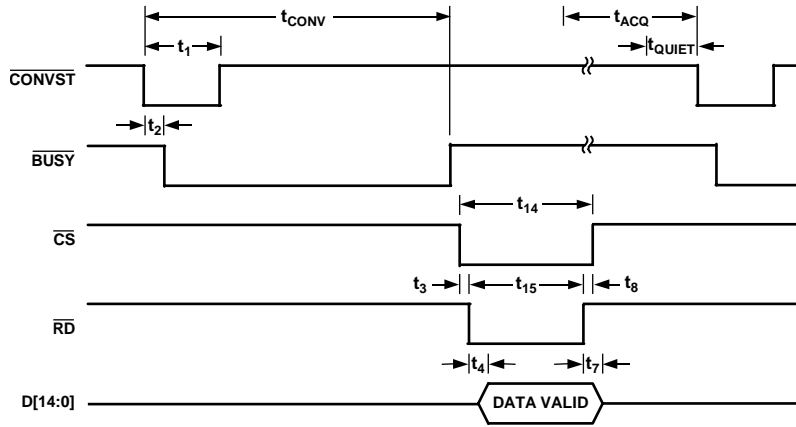 tCONV
tACQ
t1
tQUIET
CONVST
t2
BUSY
t14
CS
t3
t15
t8
RD
t4
t7
D[14:0]
DATA VALID